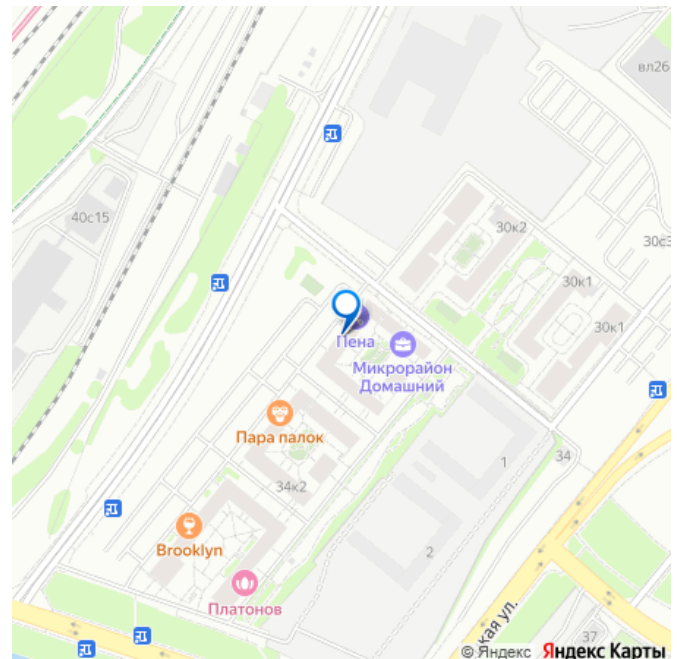 вл26
40с15
30к2
30с3
30к1
30к1
Пена
Микрорайон
Домашний
Пара палок
34
1
34к2
2
Brooklyn
Платонов
кая ул.
37
© Яндекс Яндекс Карты